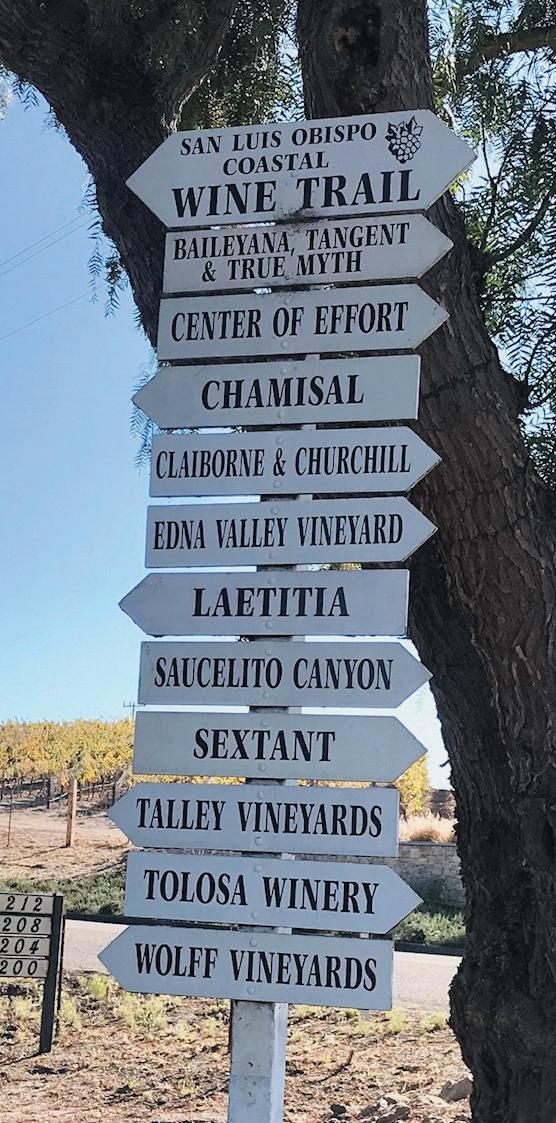 SAN LUIS OBISPO
COASTAL
WINE TRAIL
BAILEYANA, TANGENT
& TRUE MYTH
CENTER OF EFFORT
CHAMISAL
CLAIBORNE & CHURCHILL
EDNA VALLEY VINEYARD
LAETITIA
SAUCELITO CANYON
SEXTANT
TALLEY VINEYARDS
TOLOSA WINERY
WOLFF VINEYARDS
212
208
204
200